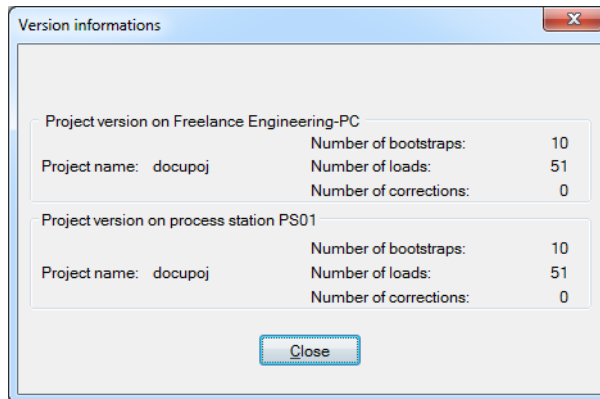 Version informations
Project version on Freelance Engineering-PC
Number of bootstraps: 10
Project name: docupoj Number of loads: 51
Number of corrections: 0
Project version on process station PS01
Number of bootstraps: 10
Project name: docupoj Number of loads: 51
Number of corrections: 0
Close